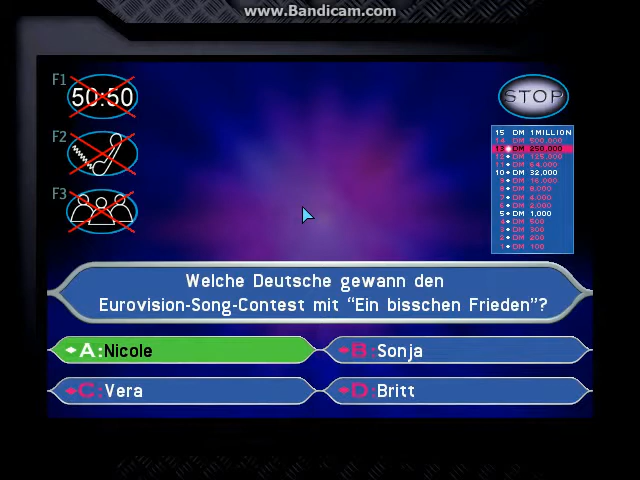 www.Bandicam.com
F1
50:50
STOP
F2
F3
15 DM 1MILLION
14 DM 500,000
13 DM 250,000
12 DM 125,000
11 DM 64,000
10 DM 32,000
9 DM 16,000
8 DM 8,000
7 DM 4,000
6 DM 2,000
5 DM 1,000
4 DM 500
3 DM 300
2 DM 200
1 DM 100
Welche Deutsche gewann den
Eurovision-Song-Contest mit “Ein bisschen Frieden”?
A:Nicole
B:Sonja
C:Vera
D:Britt